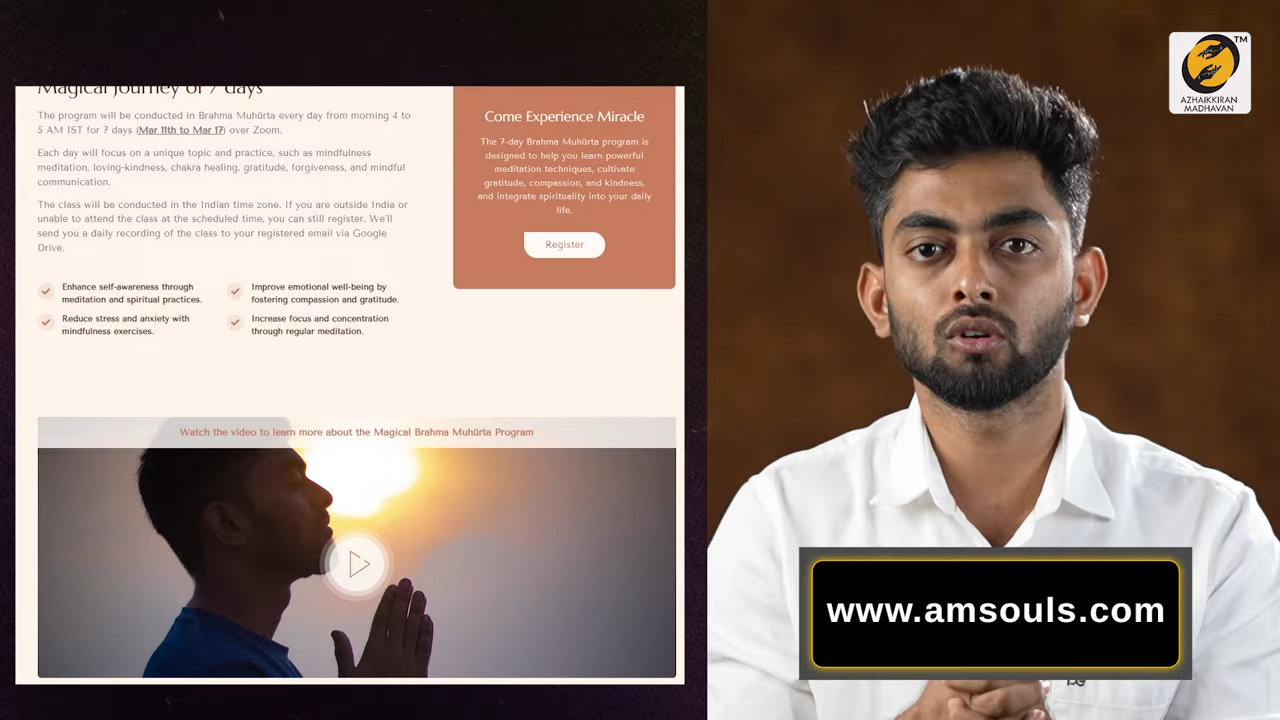 Magical Journey of 7 days
The program will be conducted in Brahma Muhūrta every day from morning 4 to
5 AM IST for 7 days (Mar 11th to Mar 17) over Zoom.
Each day will focus on a unique topic and practice, such as mindfulness
meditation, loving-kindness, chakra healing, gratitude, forgiveness, and mindful
communication.
The class will be conducted in the Indian time zone. If you are outside India or
unable to attend the class at the scheduled time, you can still register. We'll
send you a daily recording of the class to your registered email via Google
Drive.
Enhance self-awareness through
meditation and spiritual practices.
Improve emotional well-being by
fostering compassion and gratitude.
Reduce stress and anxiety with
mindfulness exercises.
Increase focus and concentration
through regular meditation.
Come Experience Miracle
The 7-day Brahma Muhūrta program is
designed to help you learn powerful
meditation techniques, cultivate
gratitude, compassion, and kindness,
and integrate spirituality into your daily
life.
Register
Watch the video to learn more about the Magical Brahma Muhūrta Program
TM
AZHAIKKIRAN
MADHAVAN
www.amsouls.com